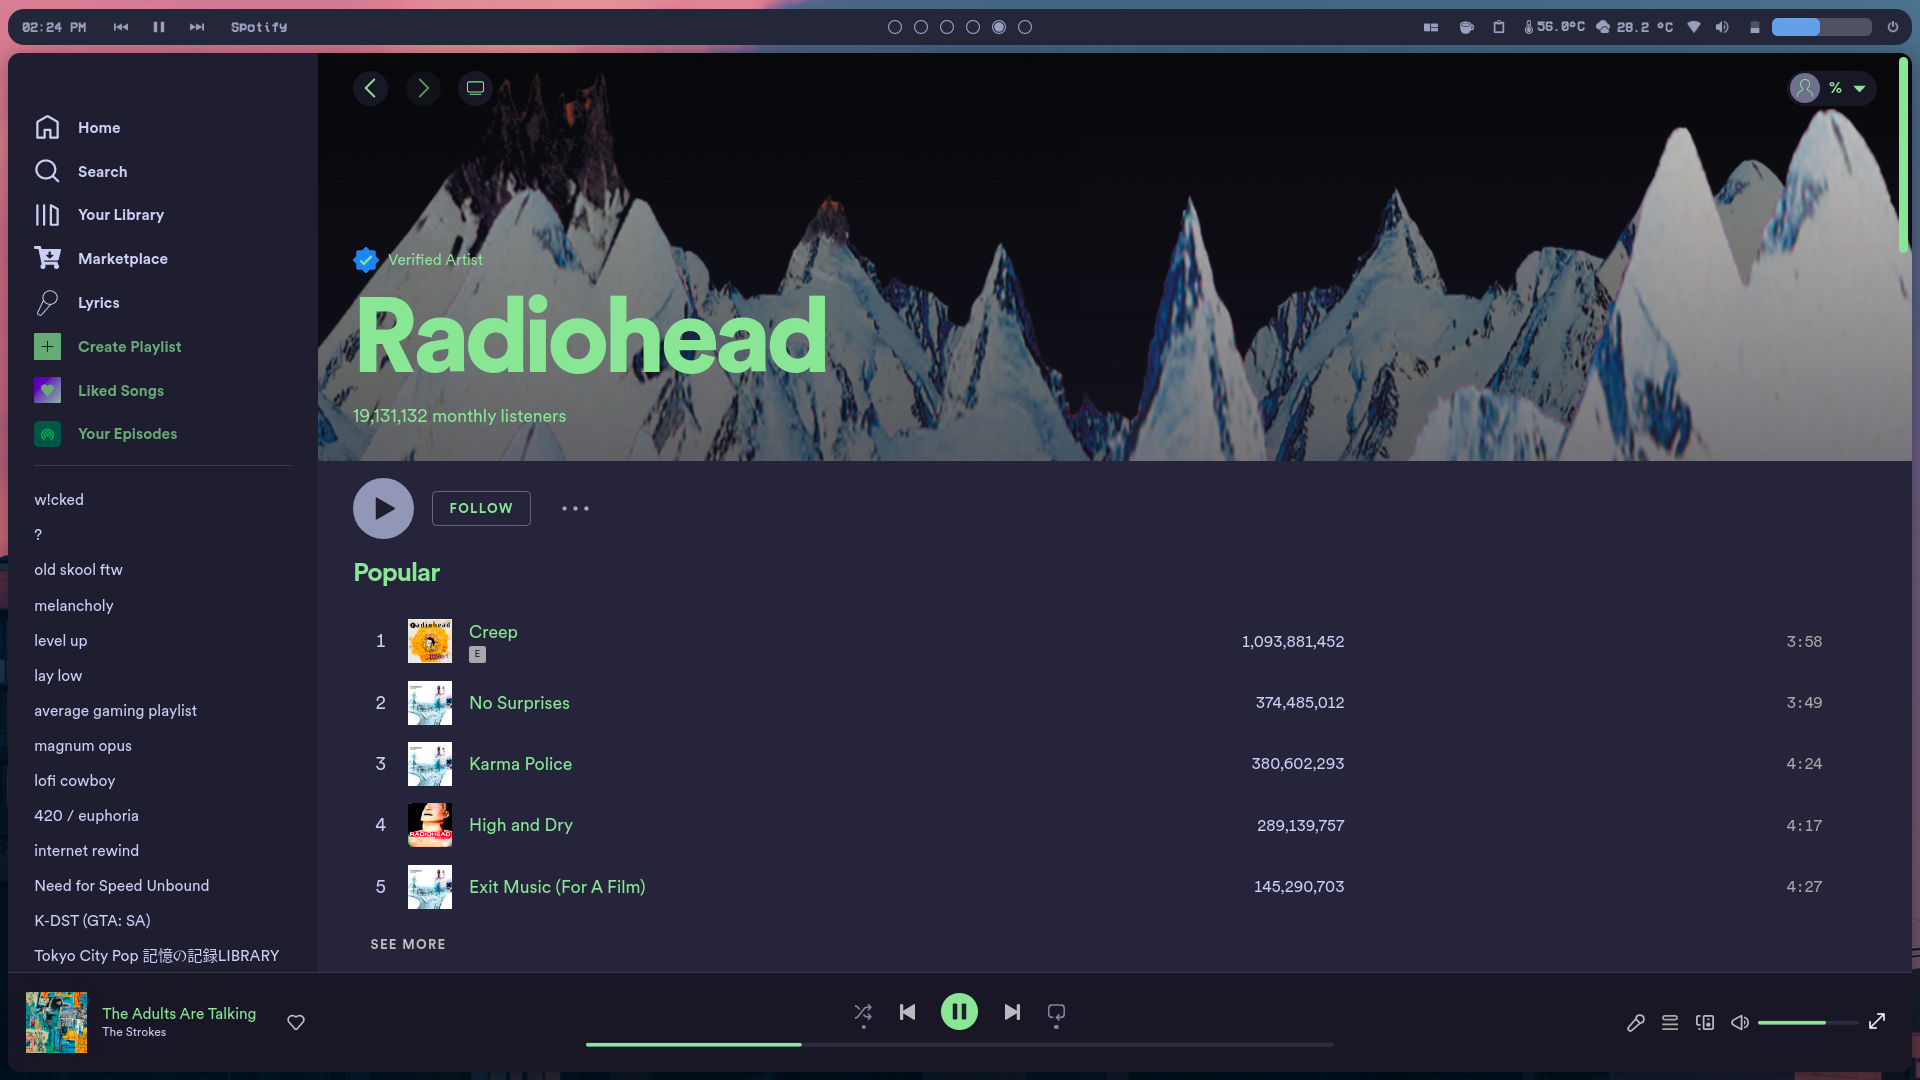 02:24 PM
Spotify
56.0°C
28.2 °C
Home
Search
Your Library
Marketplace
Lyrics
Create Playlist
Liked Songs
Your Episodes
w!cked
?
old skool ftw
melancholy
level up
lay low
average gaming playlist
magnum opus
lofi cowboy
420 / euphoria
internet rewind
Need for Speed Unbound
K-DST (GTA: SA)
Tokyo City Pop 記憶の記録LIBRARY
%
Verified Artist
Radiohead
19,131,132 monthly listeners
FOLLOW
Popular
1
Creep
E
1,093,881,452
3:58
2
No Surprises
374,485,012
3:49
3
Karma Police
380,602,293
4:24
4
RADIOHEAD
High and Dry
289,139,757
4:17
5
Exit Music (For A Film)
145,290,703
4:27
SEE MORE
The Adults Are Talking
The Strokes